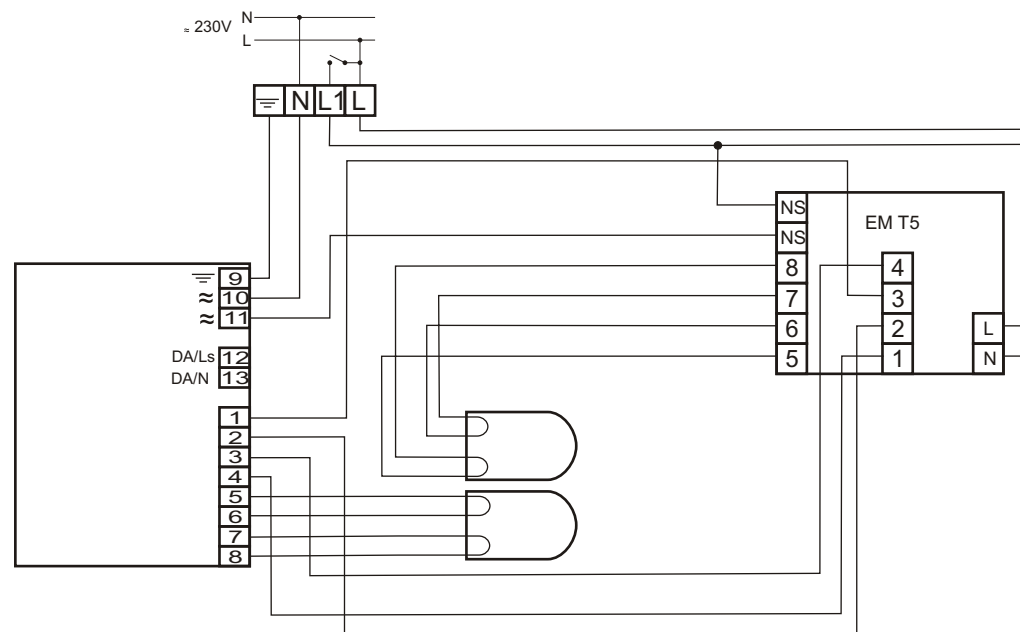 N
≂ 230V
L
N L1 L
NS
EM T5
NS
8 4
7 3
6 2 L
5 1 N
9
≈ 10
≈ 11
DA/Ls 12
DA/N 13
1
2
3
4
5
6
7
8